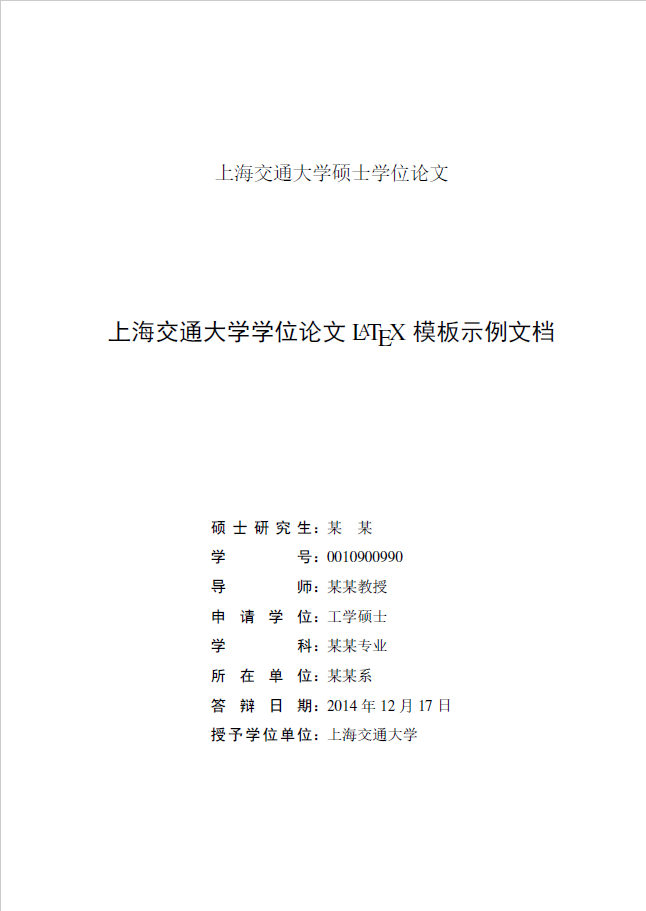 上海交通大学硕士学位论文
上海交通大学学位论文 LATEX 模板示例文档
硕士研究生：某 某
学号：0010900990
导师：某某教授
申请学位：工学硕士
学科：某某专业
所在单位：某某系
答辩日期：2014 年 12 月 17 日
授予学位单位：上海交通大学